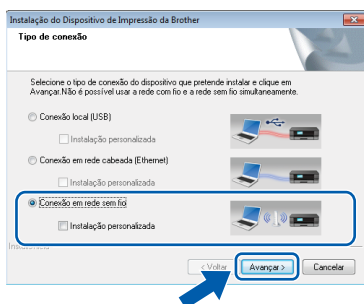 Instalação do Dispositivo de Impressão da Brother
Tipo de conexão
Selecione o tipo de conexão do dispositivo que pretende instalar e clique em
Avançar.Não é possível usar a rede com fio e a rede sem fio simultaneamente.
Conexão local (USB)
Instalação personalizada
Conexão em rede cabeada (Ethernet)
Instalação personalizada
Conexão em rede sem fio
Instalação personalizada
< Voltar
Avançar >
Cancelar